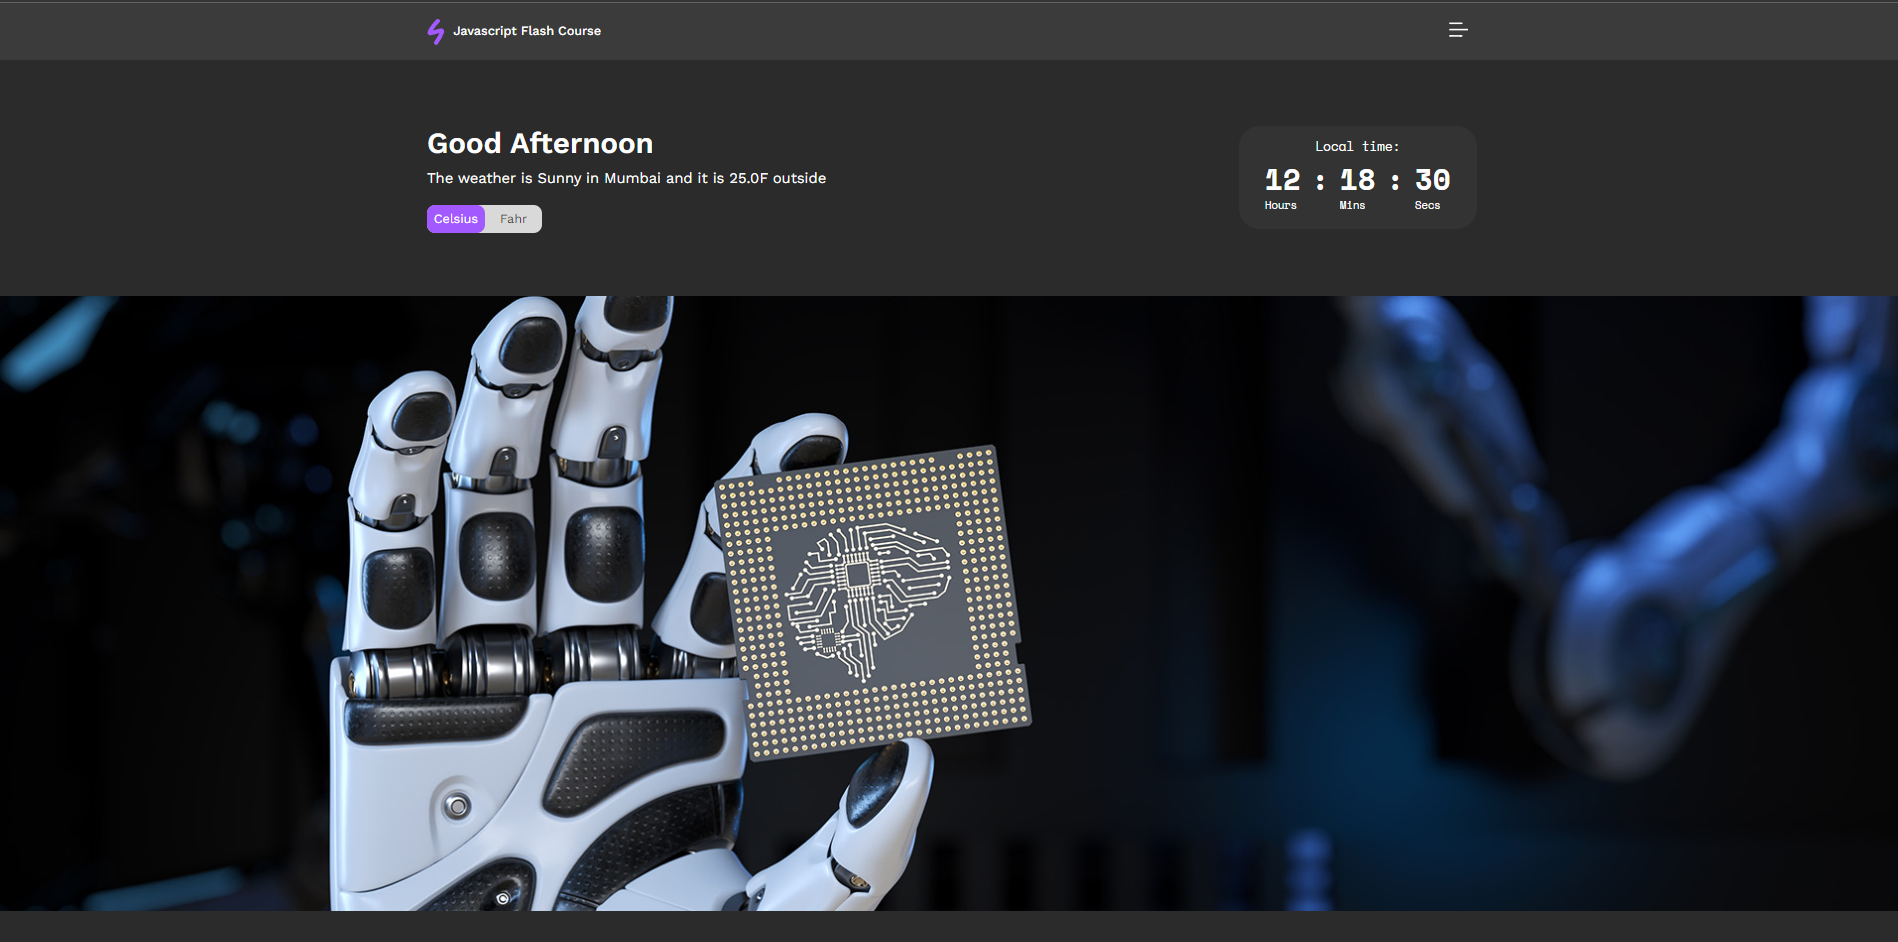 Javascript Flash Course
Good Afternoon
The weather is Sunny in Mumbai and it is 25.0F outside
Celsius Fahr
Local time:
12 : 18 : 30
Hours Mins Secs